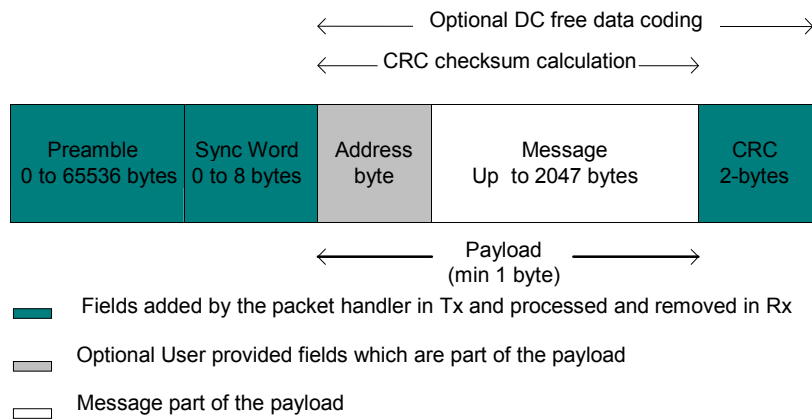 Optional DC free data coding
CRC checksum calculation
Preamble
0 to 65536 bytes
Sync Word
0 to 8 bytes
Address
byte
Message
Up to 2047 bytes
CRC
2-bytes
Payload
(min 1 byte)
Fields added by the packet handler in Tx and processed and removed in Rx
Optional User provided fields which are part of the payload
Message part of the payload